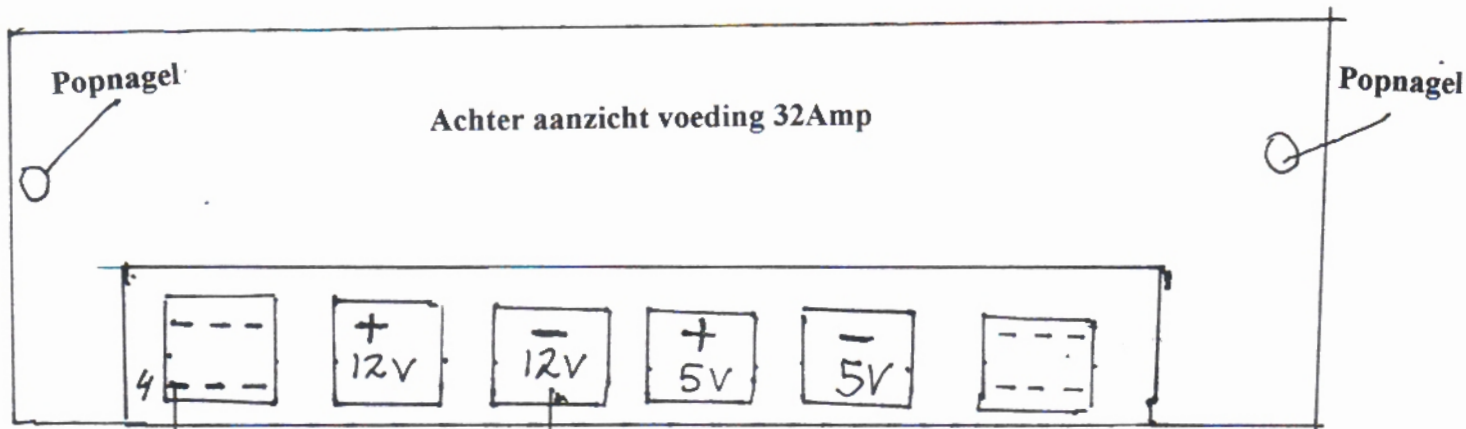 Popnagel
Popnagel
Achter aanzicht voeding 32Amp
+ - + -
4 12V 12V 5V 5V